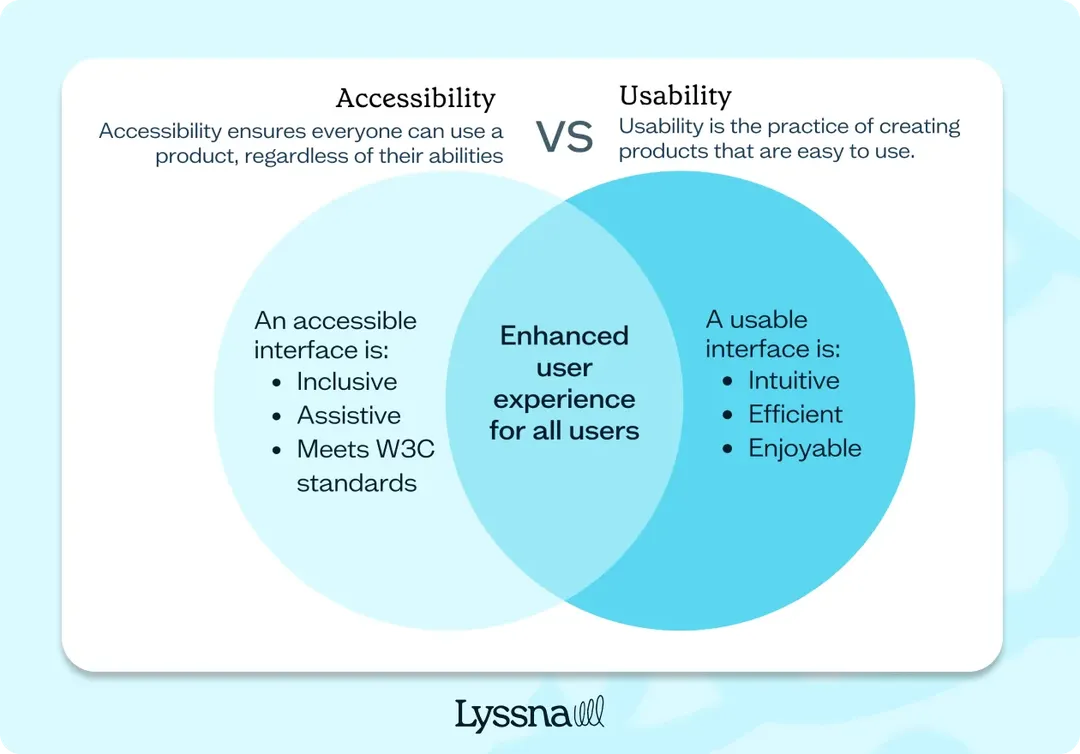 Accessibility
Accessibility ensures everyone can use a
product, regardless of their abilities
VS
Usability
Usability is the practice of creating
products that are easy to use.
An accessible
interface is:
• Inclusive
• Assistive
• Meets W3C
standards
Enhanced
user
experience
for all users
A usable
interface is:
• Intuitive
• Efficient
• Enjoyable
Lyssna